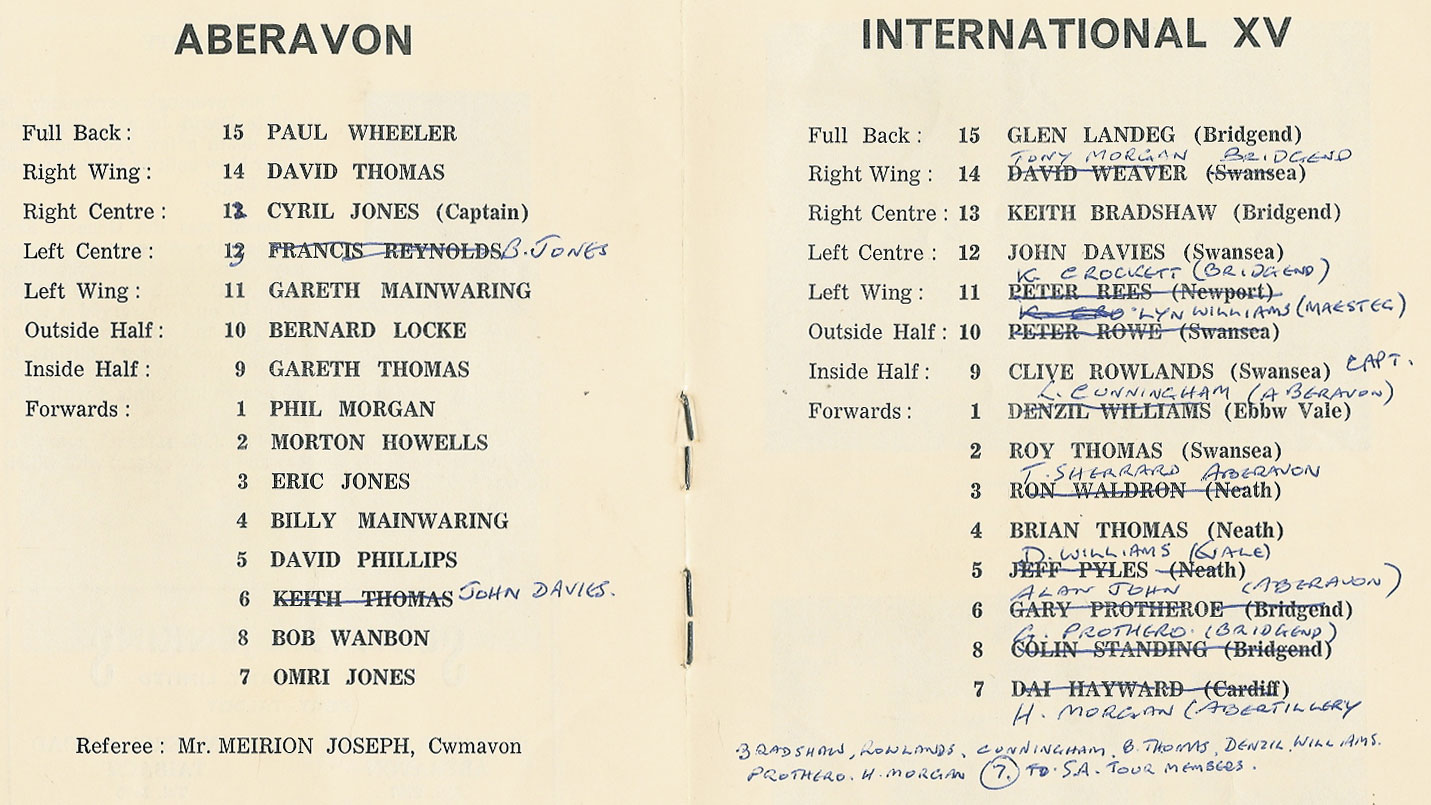 ABERAVON
Full Back: 15 PAUL WHEELER
Right Wing: 14 DAVID THOMAS
Right Centre: 12 CYRIL JONES (Captain)
Left Centre: 13 FRANCIS REYNOLDS B. JONES
Left Wing: 11 GARETH MAINWARING
Outside Half: 10 BERNARD LOCKE
Inside Half: 9 GARETH THOMAS
Forwards: 1 PHIL MORGAN
2 MORTON HOWELLS
3 ERIC JONES
4 BILLY MAINWARING
5 DAVID PHILLIPS
6 KEITH THOMAS JOHN DAVIES.
8 BOB WANBON
7 OMRI JONES
Referee: Mr. MEIRION JOSEPH, Cwmavon
INTERNATIONAL XV
Full Back: 15 GLEN LANDEG (Bridgend)
TONY MORGAN BRIDGEND
Right Wing: 14 DAVID WEAVER (Swansea)
Right Centre: 13 KEITH BRADSHAW (Bridgend)
Left Centre: 12 JOHN DAVIES (Swansea)
K. CROCKETT (BRIDGEND)
Left Wing: 11 PETER REES (Newport)
LYN WILLIAMS (MAESTEG)
Outside Half: 10 PETER ROWE (Swansea)
Inside Half: 9 CLIVE ROWLANDS (Swansea) CAPT.
L. CUNNINGHAM (ABERAVON)
Forwards: 1 DENZIL WILLIAMS (Ebbw Vale)
2 ROY THOMAS (Swansea)
T. SHERRARD ABERAVON
3 RON WALDRON (Neath)
4 BRIAN THOMAS (Neath)
D. WILLIAMS (E/VALE)
5 JEFF PYLES (Neath)
ALAN JOHN (ABERAVON)
6 GARY PROTHEROE (Bridgend)
G. PROTHERO. (BRIDGEND)
8 COLIN STANDING (Bridgend)
7 DAI HAYWARD (Cardiff)
H. MORGAN (ABERTILLERY
BRADSHAW, ROWLANDS, CUNNINGHAM, B. THOMAS, DENZIL WILLIAMS.
PROTHERO. H. MORGAN (7.) TO S.A. TOUR MEMBERS.